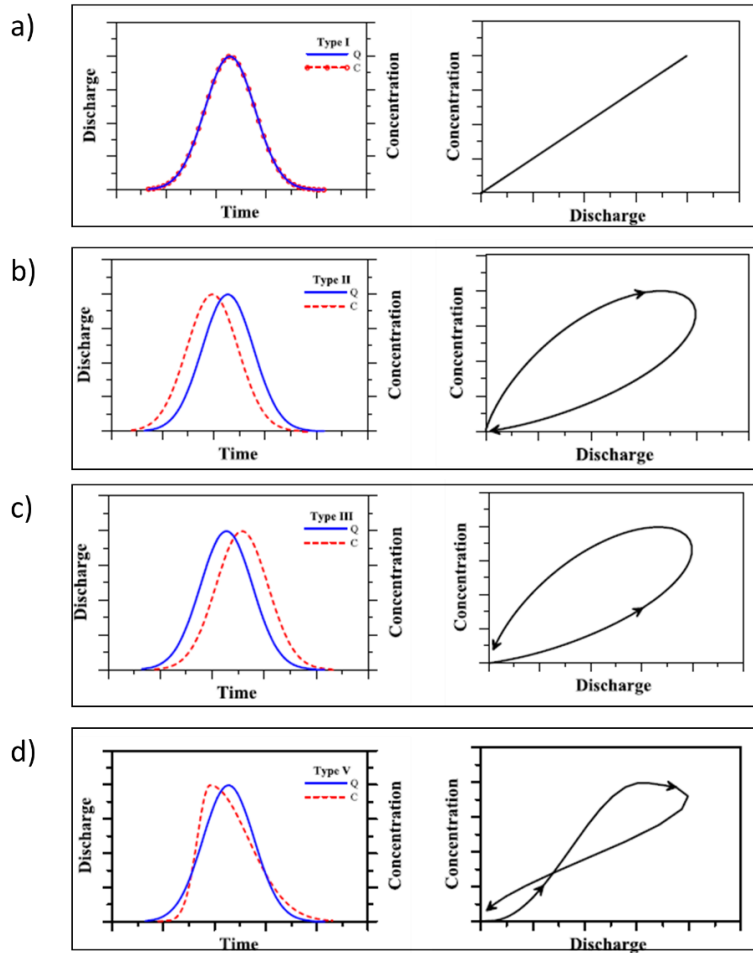 a)
Discharge
Type I
Q
C
Concentration
Time
Concentration
Discharge
b)
Discharge
Type II
Q
C
Concentration
Time
Concentration
Discharge
c)
Discharge
Type III
Q
C
Concentration
Time
Concentration
Discharge
d)
Discharge
Type V
Q
C
Concentration
Time
Concentration
Discharge